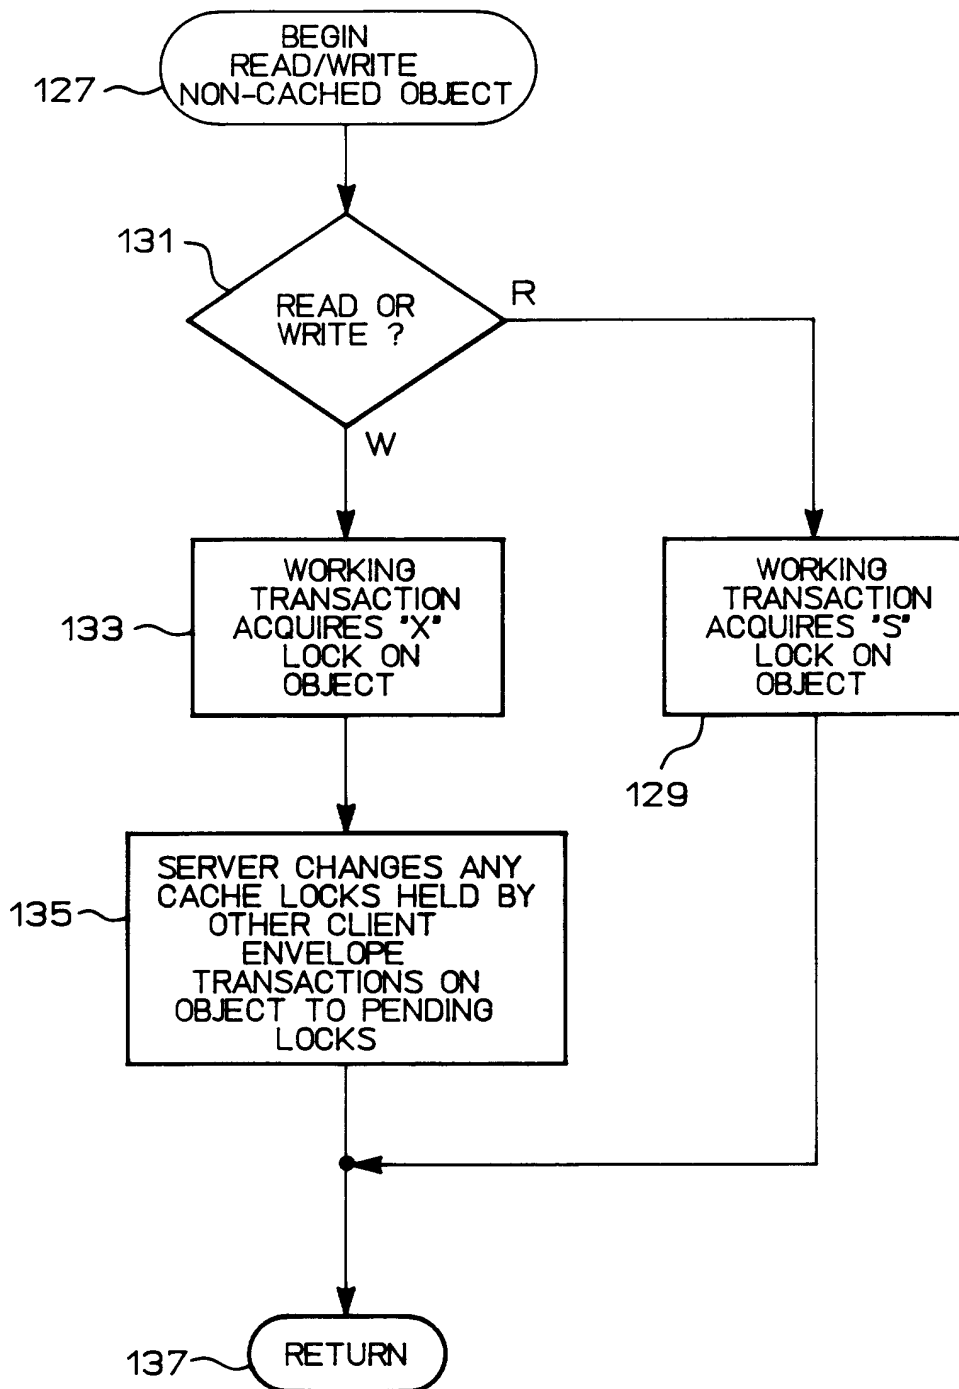 BEGIN
READ/WRITE
NON-CACHED OBJECT
127
131
READ OR
WRITE ?
R
W
WORKING
TRANSACTION
ACQUIRES "X"
LOCK ON
OBJECT
133
WORKING
TRANSACTION
ACQUIRES "S"
LOCK ON
OBJECT
129
SERVER CHANGES ANY
CACHE LOCKS HELD BY
OTHER CLIENT
ENVELOPE
TRANSACTIONS ON
OBJECT TO PENDING
LOCKS
135
RETURN
137